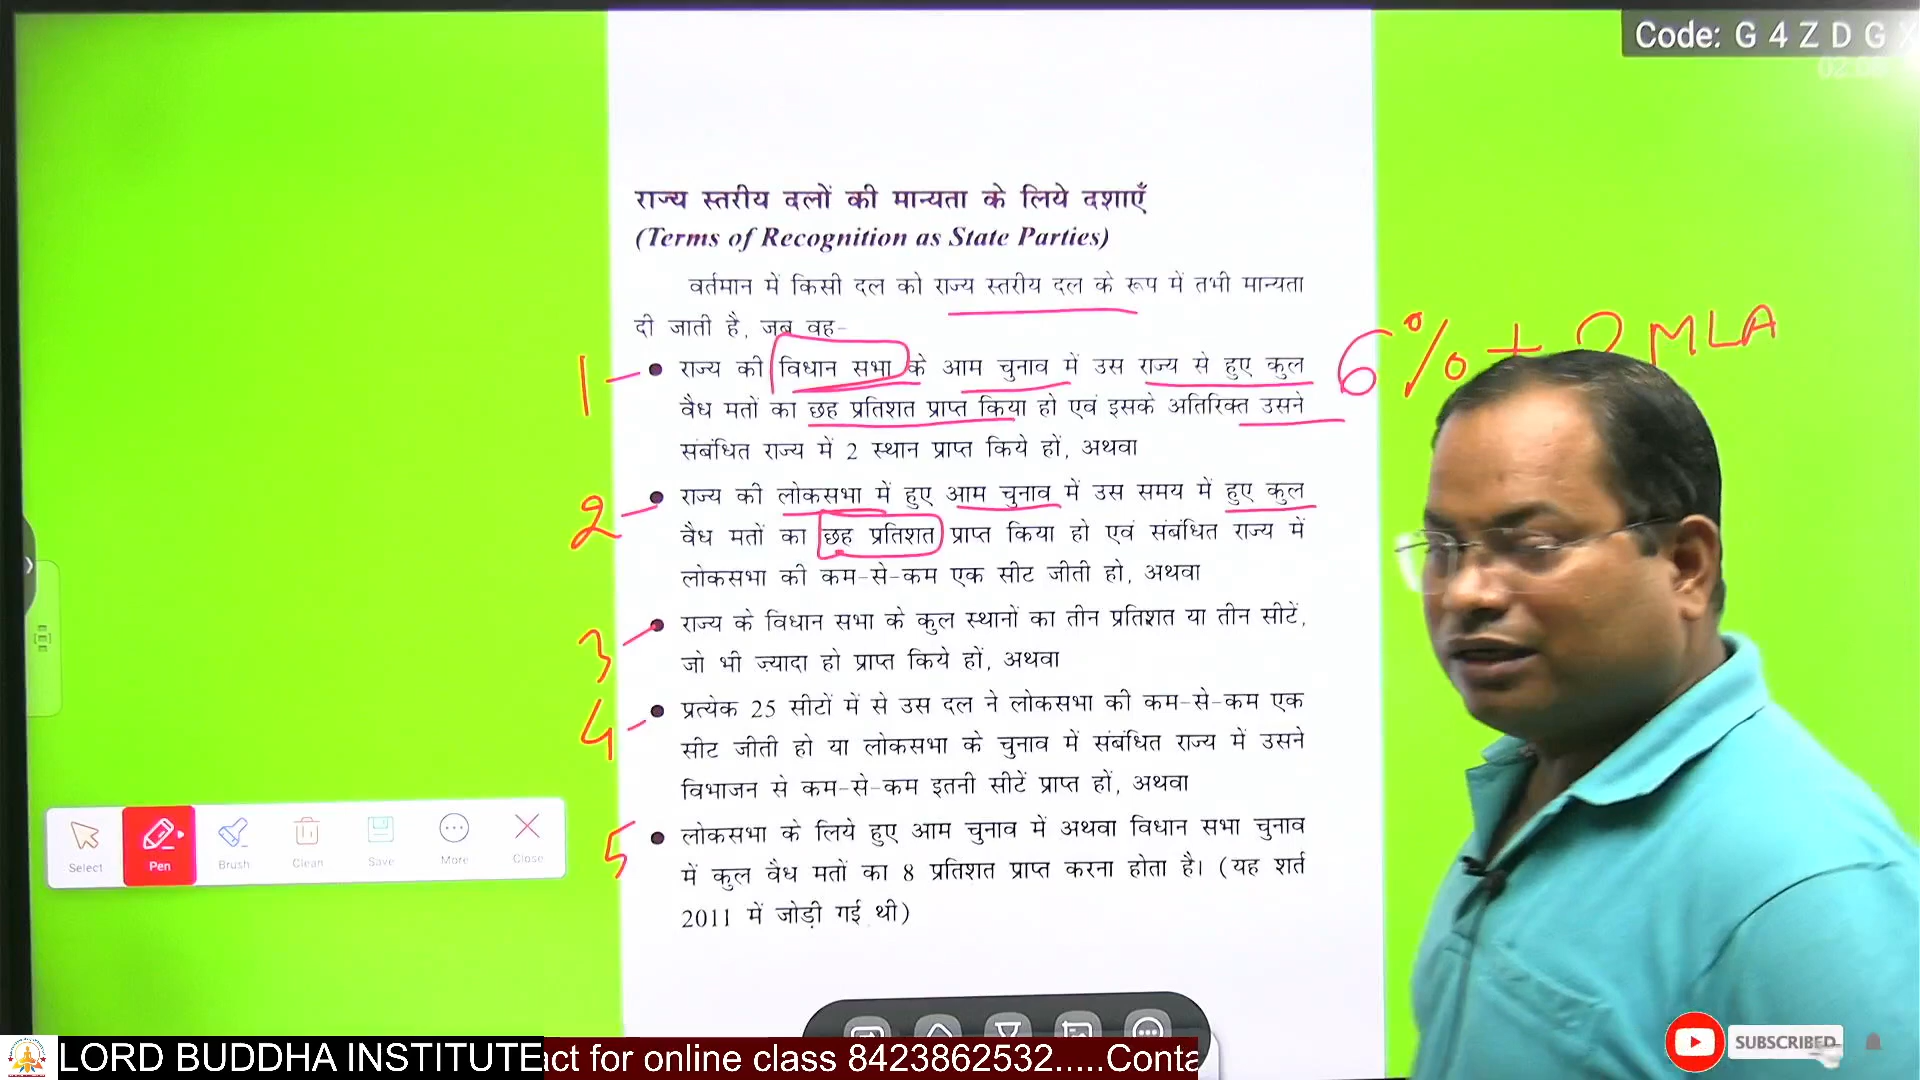 Code: G 4 Z D G X
राज्य स्तरीय दलों की मान्यता के लिये दशाएँ
(Terms of Recognition as State Parties)
वर्तमान में किसी दल को राज्य स्तरीय दल के रूप में तभी मान्यता
दी जाती है, जब वह-
1 - ● राज्य की विधान सभा के आम चुनाव में उस राज्य से हुए कुल
6% + 2 MLA
वैध मतों का छह प्रतिशत प्राप्त किया हो एवं इसके अतिरिक्त उसने
संबंधित राज्य में 2 स्थान प्राप्त किये हों, अथवा
2 - ● राज्य की लोकसभा में हुए आम चुनाव में उस समय में हुए कुल
वैध मतों का छह प्रतिशत प्राप्त किया हो एवं संबंधित राज्य में
लोकसभा की कम-से-कम एक सीट जीती हो, अथवा
3 - ● राज्य के विधान सभा के कुल स्थानों का तीन प्रतिशत या तीन सीटें,
जो भी ज़्यादा हो प्राप्त किये हों, अथवा
4 - ● प्रत्येक 25 सीटों में से उस दल ने लोकसभा की कम-से-कम एक
सीट जीती हो या लोकसभा के चुनाव में संबंधित राज्य में उसने
विभाजन से कम-से-कम इतनी सीटें प्राप्त हों, अथवा
5 ● लोकसभा के लिये हुए आम चुनाव में अथवा विधान सभा चुनाव
में कुल वैध मतों का 8 प्रतिशत प्राप्त करना होता है। (यह शर्त
2011 में जोड़ी गई थी)
Select Pen Brush Clean Save More Close
LORD BUDDHA INSTITUTE act for online class 8423862532.....Conta
SUBSCRIBED